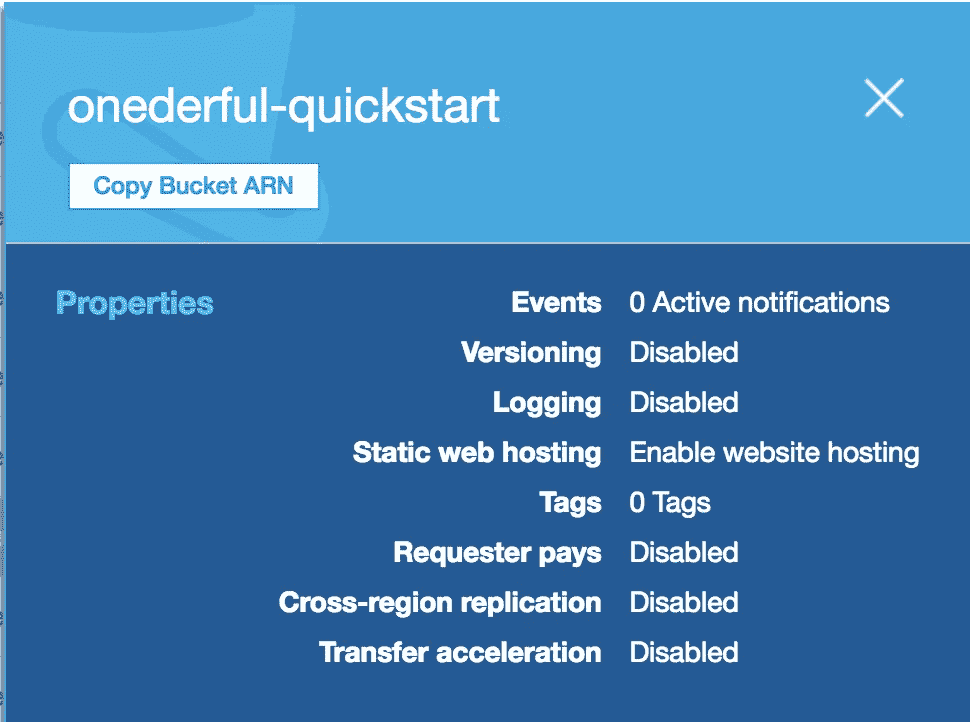 onederful-quickstart
Copy Bucket ARN
Properties
Events 0 Active notifications
Versioning Disabled
Logging Disabled
Static web hosting Enable website hosting
Tags 0 Tags
Requester pays Disabled
Cross-region replication Disabled
Transfer acceleration Disabled